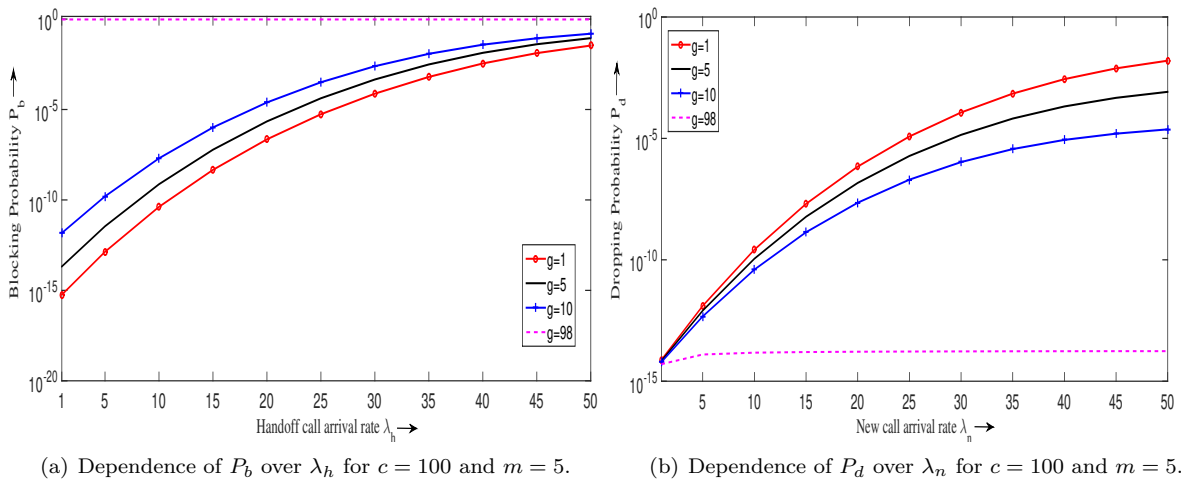 10^0
10^-5
10^-10
10^-15
10^-20
Blocking Probability P_b
g=1
g=5
g=10
g=98
1 5 10 15 20 25 30 35 40 45 50
Handoff call arrival rate λ_h
(a) Dependence of P_b over λ_h for c = 100 and m = 5.
10^0
10^-5
10^-10
10^-15
Dropping Probability P_d
g=1
g=5
g=10
g=98
5 10 15 20 25 30 35 40 45 50
New call arrival rate λ_n
(b) Dependence of P_d over λ_n for c = 100 and m = 5.